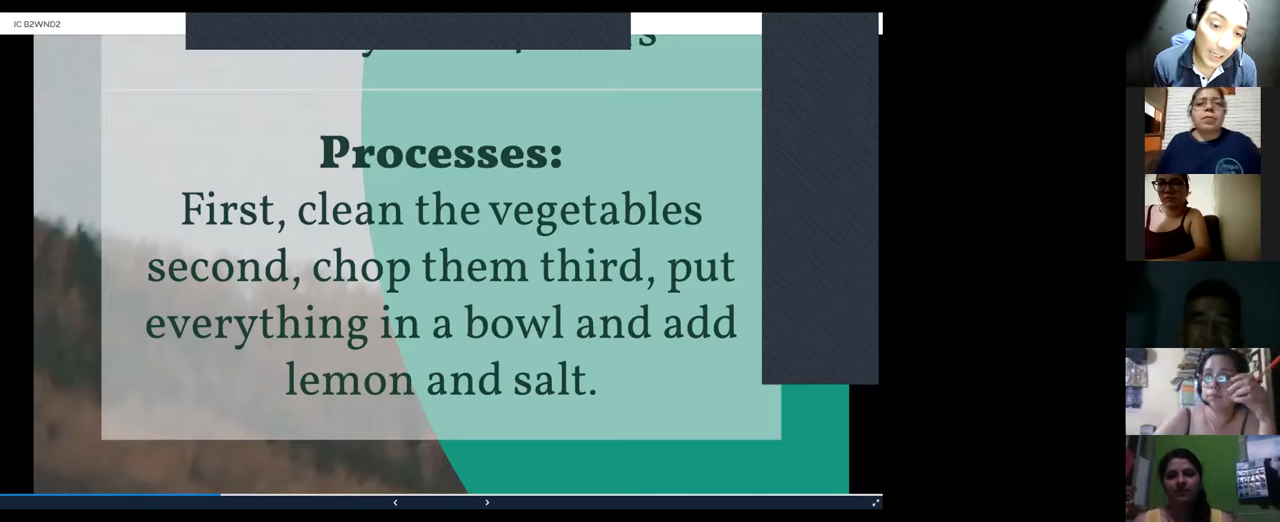 IC B2WND2
Processes:
First, clean the vegetables
second, chop them third, put
everything in a bowl and add
lemon and salt.